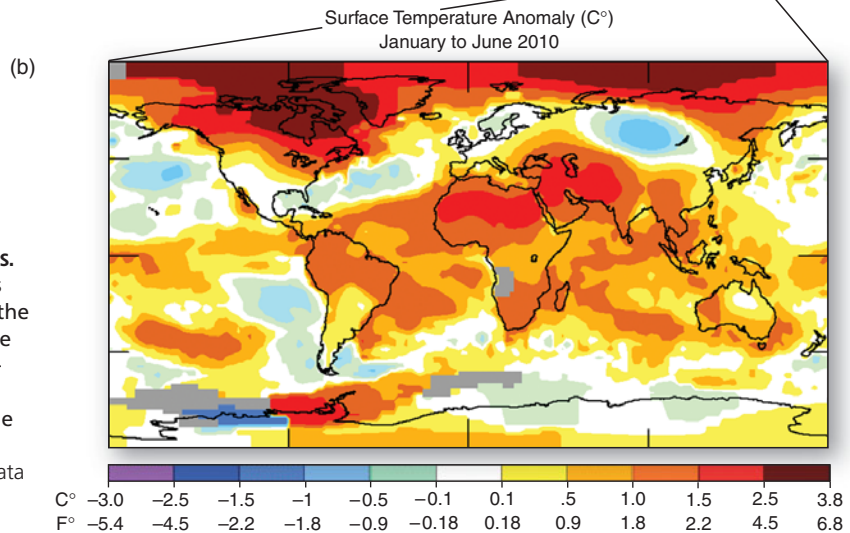 Surface Temperature Anomaly (C°)
January to June 2010
(b)
s.
s
the
e
-
e
ata
C° –3.0 –2.5 –1.5 –1 –0.5 –0.1 0.1 .5 1.0 1.5 2.5 3.8
F° –5.4 –4.5 –2.2 –1.8 –0.9 –0.18 0.18 0.9 1.8 2.2 4.5 6.8